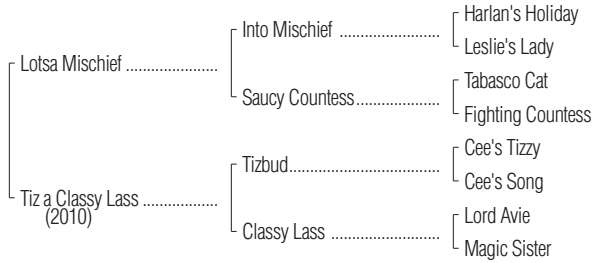 Harlan's Holiday
Into Mischief ........................
Leslie's Lady
Lotsa Mischief ......................
Tabasco Cat
Saucy Countess....................
Fighting Countess
Cee's Tizzy
Tizbud....................................
Cee's Song
Tiz a Classy Lass ..................
(2010)
Lord Avie
Classy Lass ..........................
Magic Sister